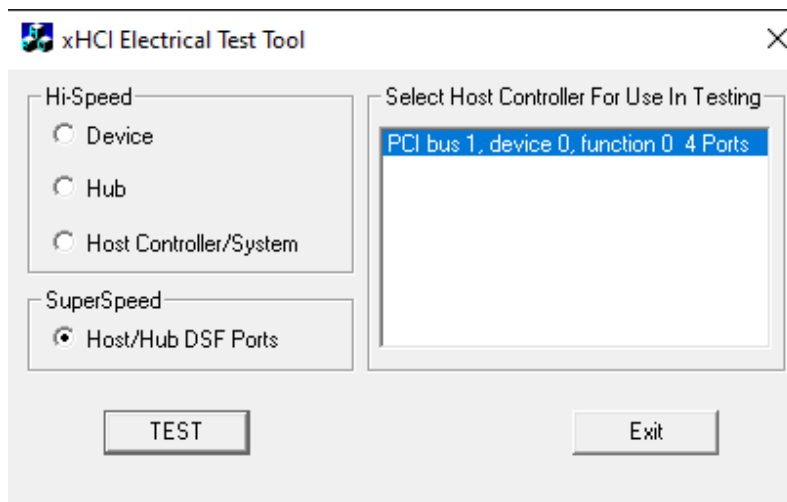 xHCI Electrical Test Tool
Hi-Speed
Device
Hub
Host Controller/System
SuperSpeed
Host/Hub DSF Ports
Select Host Controller For Use In Testing
PCI bus 1, device 0, function 0  4 Ports
TEST
Exit